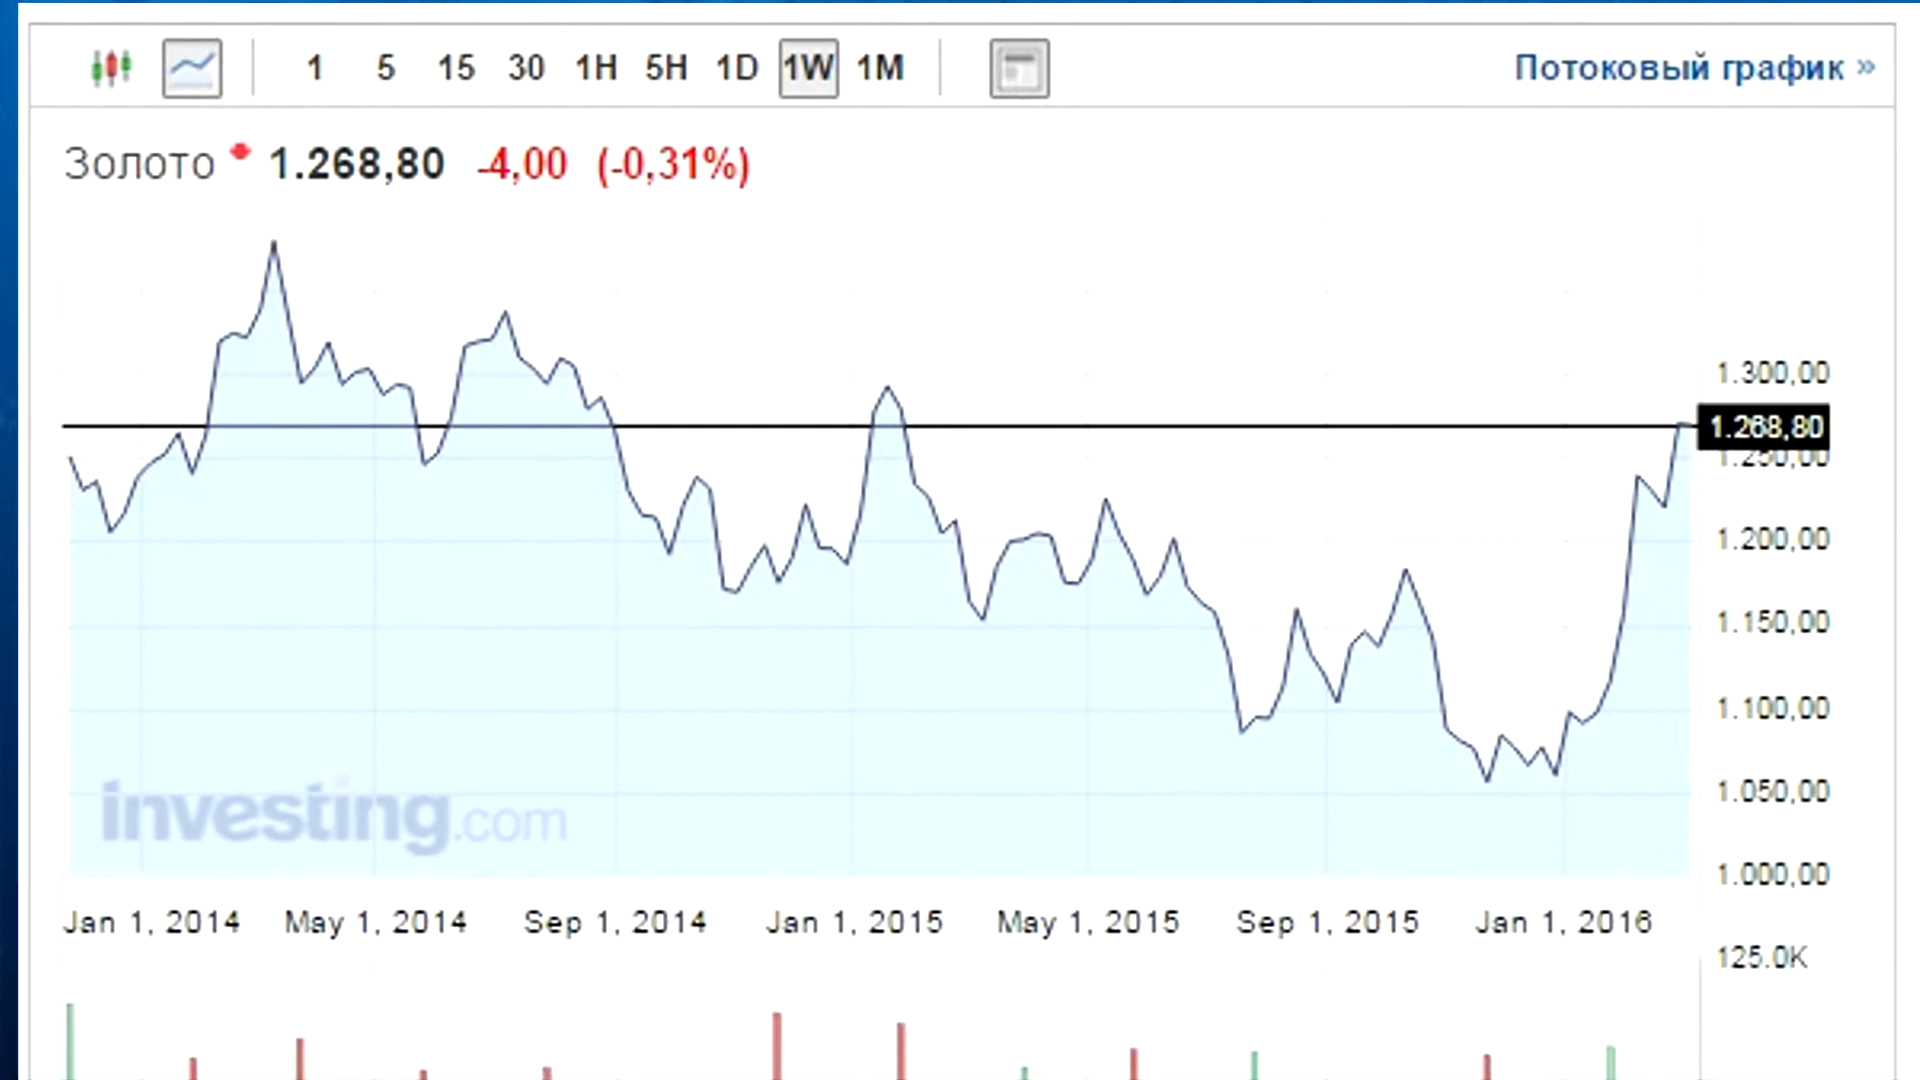 1 5 15 30 1H 5H 1D 1W 1M Потоковый график »
Золото 1.268,80 -4,00 (-0,31%)
1.300,00
1.268,80
1.250,00
1.200,00
1.150,00
1.100,00
1.050,00
1.000,00
investing.com
Jan 1, 2014 May 1, 2014 Sep 1, 2014 Jan 1, 2015 May 1, 2015 Sep 1, 2015 Jan 1, 2016
125.0K